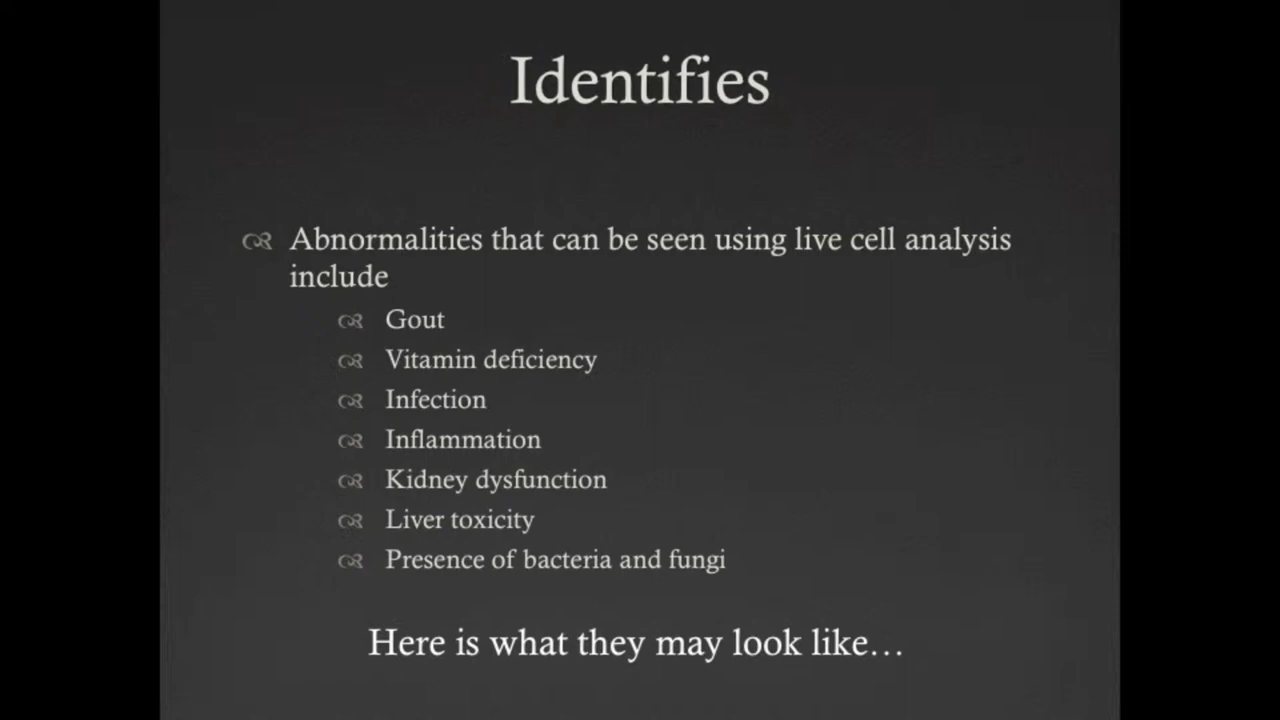 Identifies
Abnormalities that can be seen using live cell analysis
include
Gout
Vitamin deficiency
Infection
Inflammation
Kidney dysfunction
Liver toxicity
Presence of bacteria and fungi
Here is what they may look like…